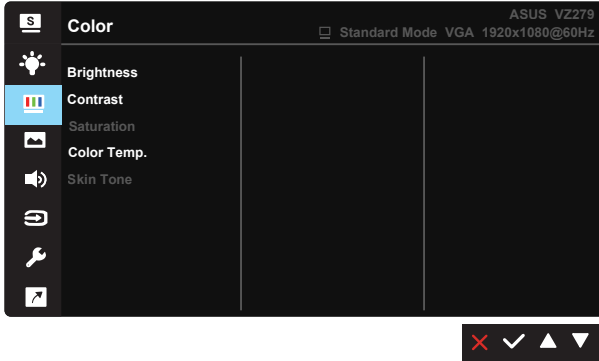 S
Color
ASUS VZ279
Standard Mode VGA 1920x1080@60Hz
Brightness
Contrast
Saturation
Color Temp.
Skin Tone